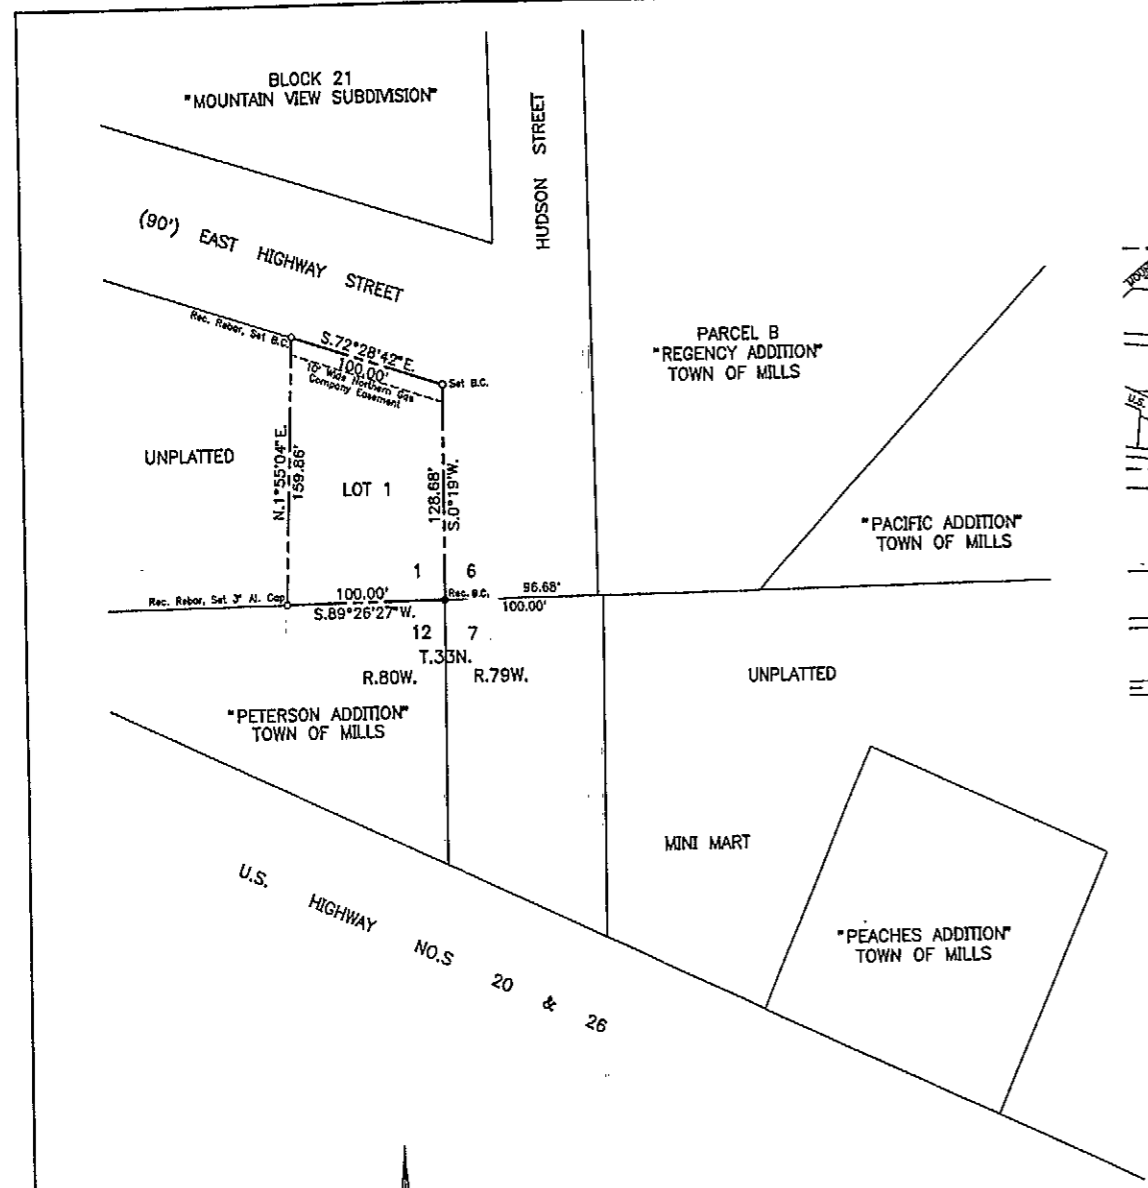 BLOCK 21
"MOUNTAIN VIEW SUBDIVISION"
HUDSON STREET
(90') EAST HIGHWAY STREET
Rec. Rebar, Set B.C.
S.72°28'42"E.
100.00'
10' Wide Northern Gas
Company Easement
Set B.C.
PARCEL B
"REGENCY ADDITION"
TOWN OF MILLS
U.S.
UNPLATTED
N.1°55'04"E.
159.86'
LOT 1
128.68'
S.0°19'W.
"PACIFIC ADDITION"
TOWN OF MILLS
1 6
Rec. Rebar, Set 3" Al. Cap
100.00'
Rec. B.C.
96.68'
S.89°26'27"W.
100.00'
12 7
T.33N.
R.80W. R.79W.
UNPLATTED
"PETERSON ADDITION"
TOWN OF MILLS
MINI MART
U.S. HIGHWAY NO.S 20 & 26
"PEACHES ADDITION"
TOWN OF MILLS